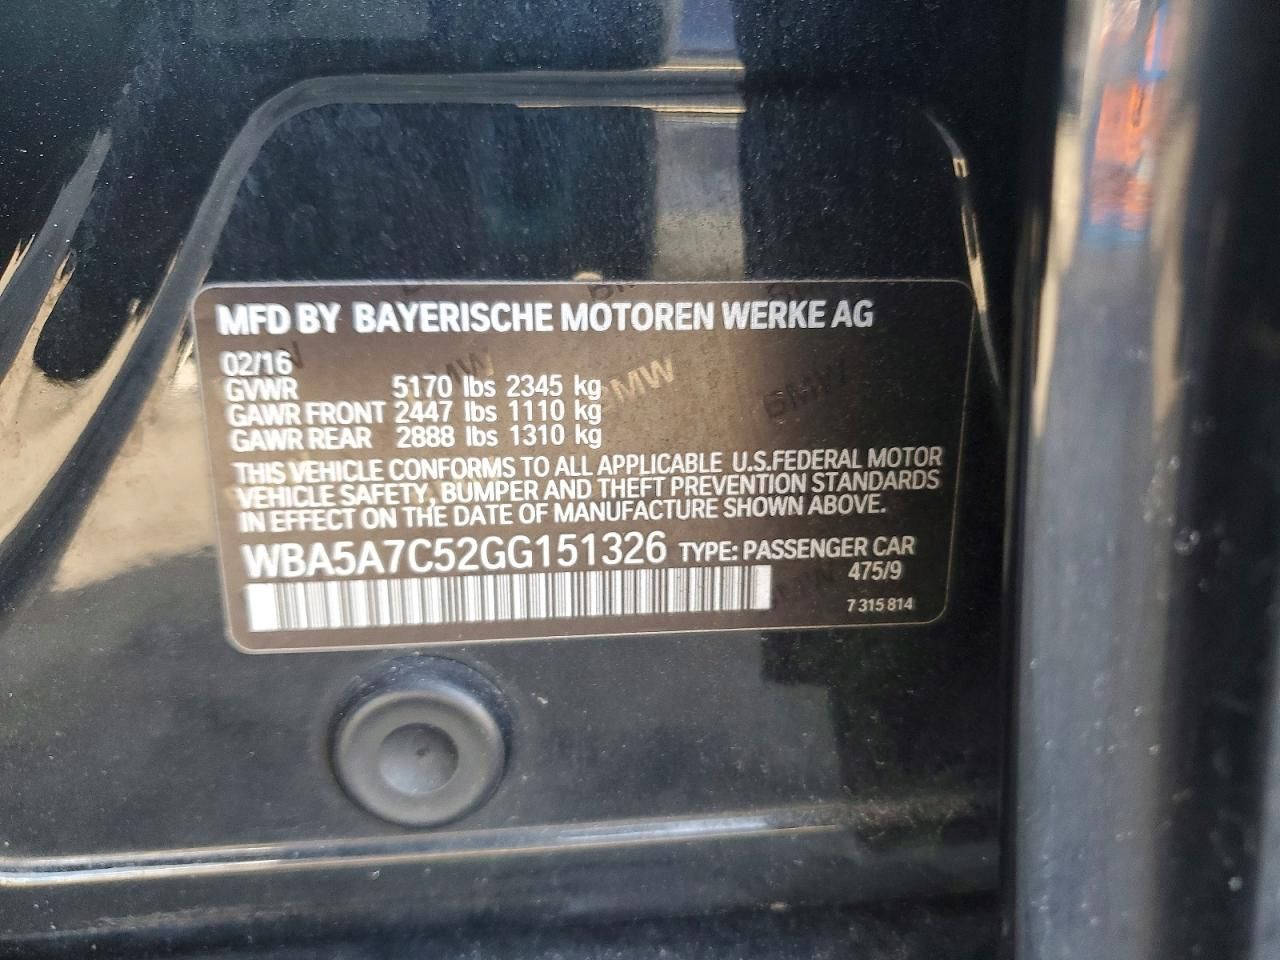 MFD BY BAYERISCHE MOTOREN WERKE AG
02/16
GVWR 5170 lbs 2345 kg
GAWR FRONT 2447 lbs 1110 kg
GAWR REAR 2888 lbs 1310 kg
THIS VEHICLE CONFORMS TO ALL APPLICABLE U.S.FEDERAL MOTOR
VEHICLE SAFETY, BUMPER AND THEFT PREVENTION STANDARDS
IN EFFECT ON THE DATE OF MANUFACTURE SHOWN ABOVE.
WBA5A7C52GG151326 TYPE: PASSENGER CAR
475/9
7 315 814
BMW
BMW